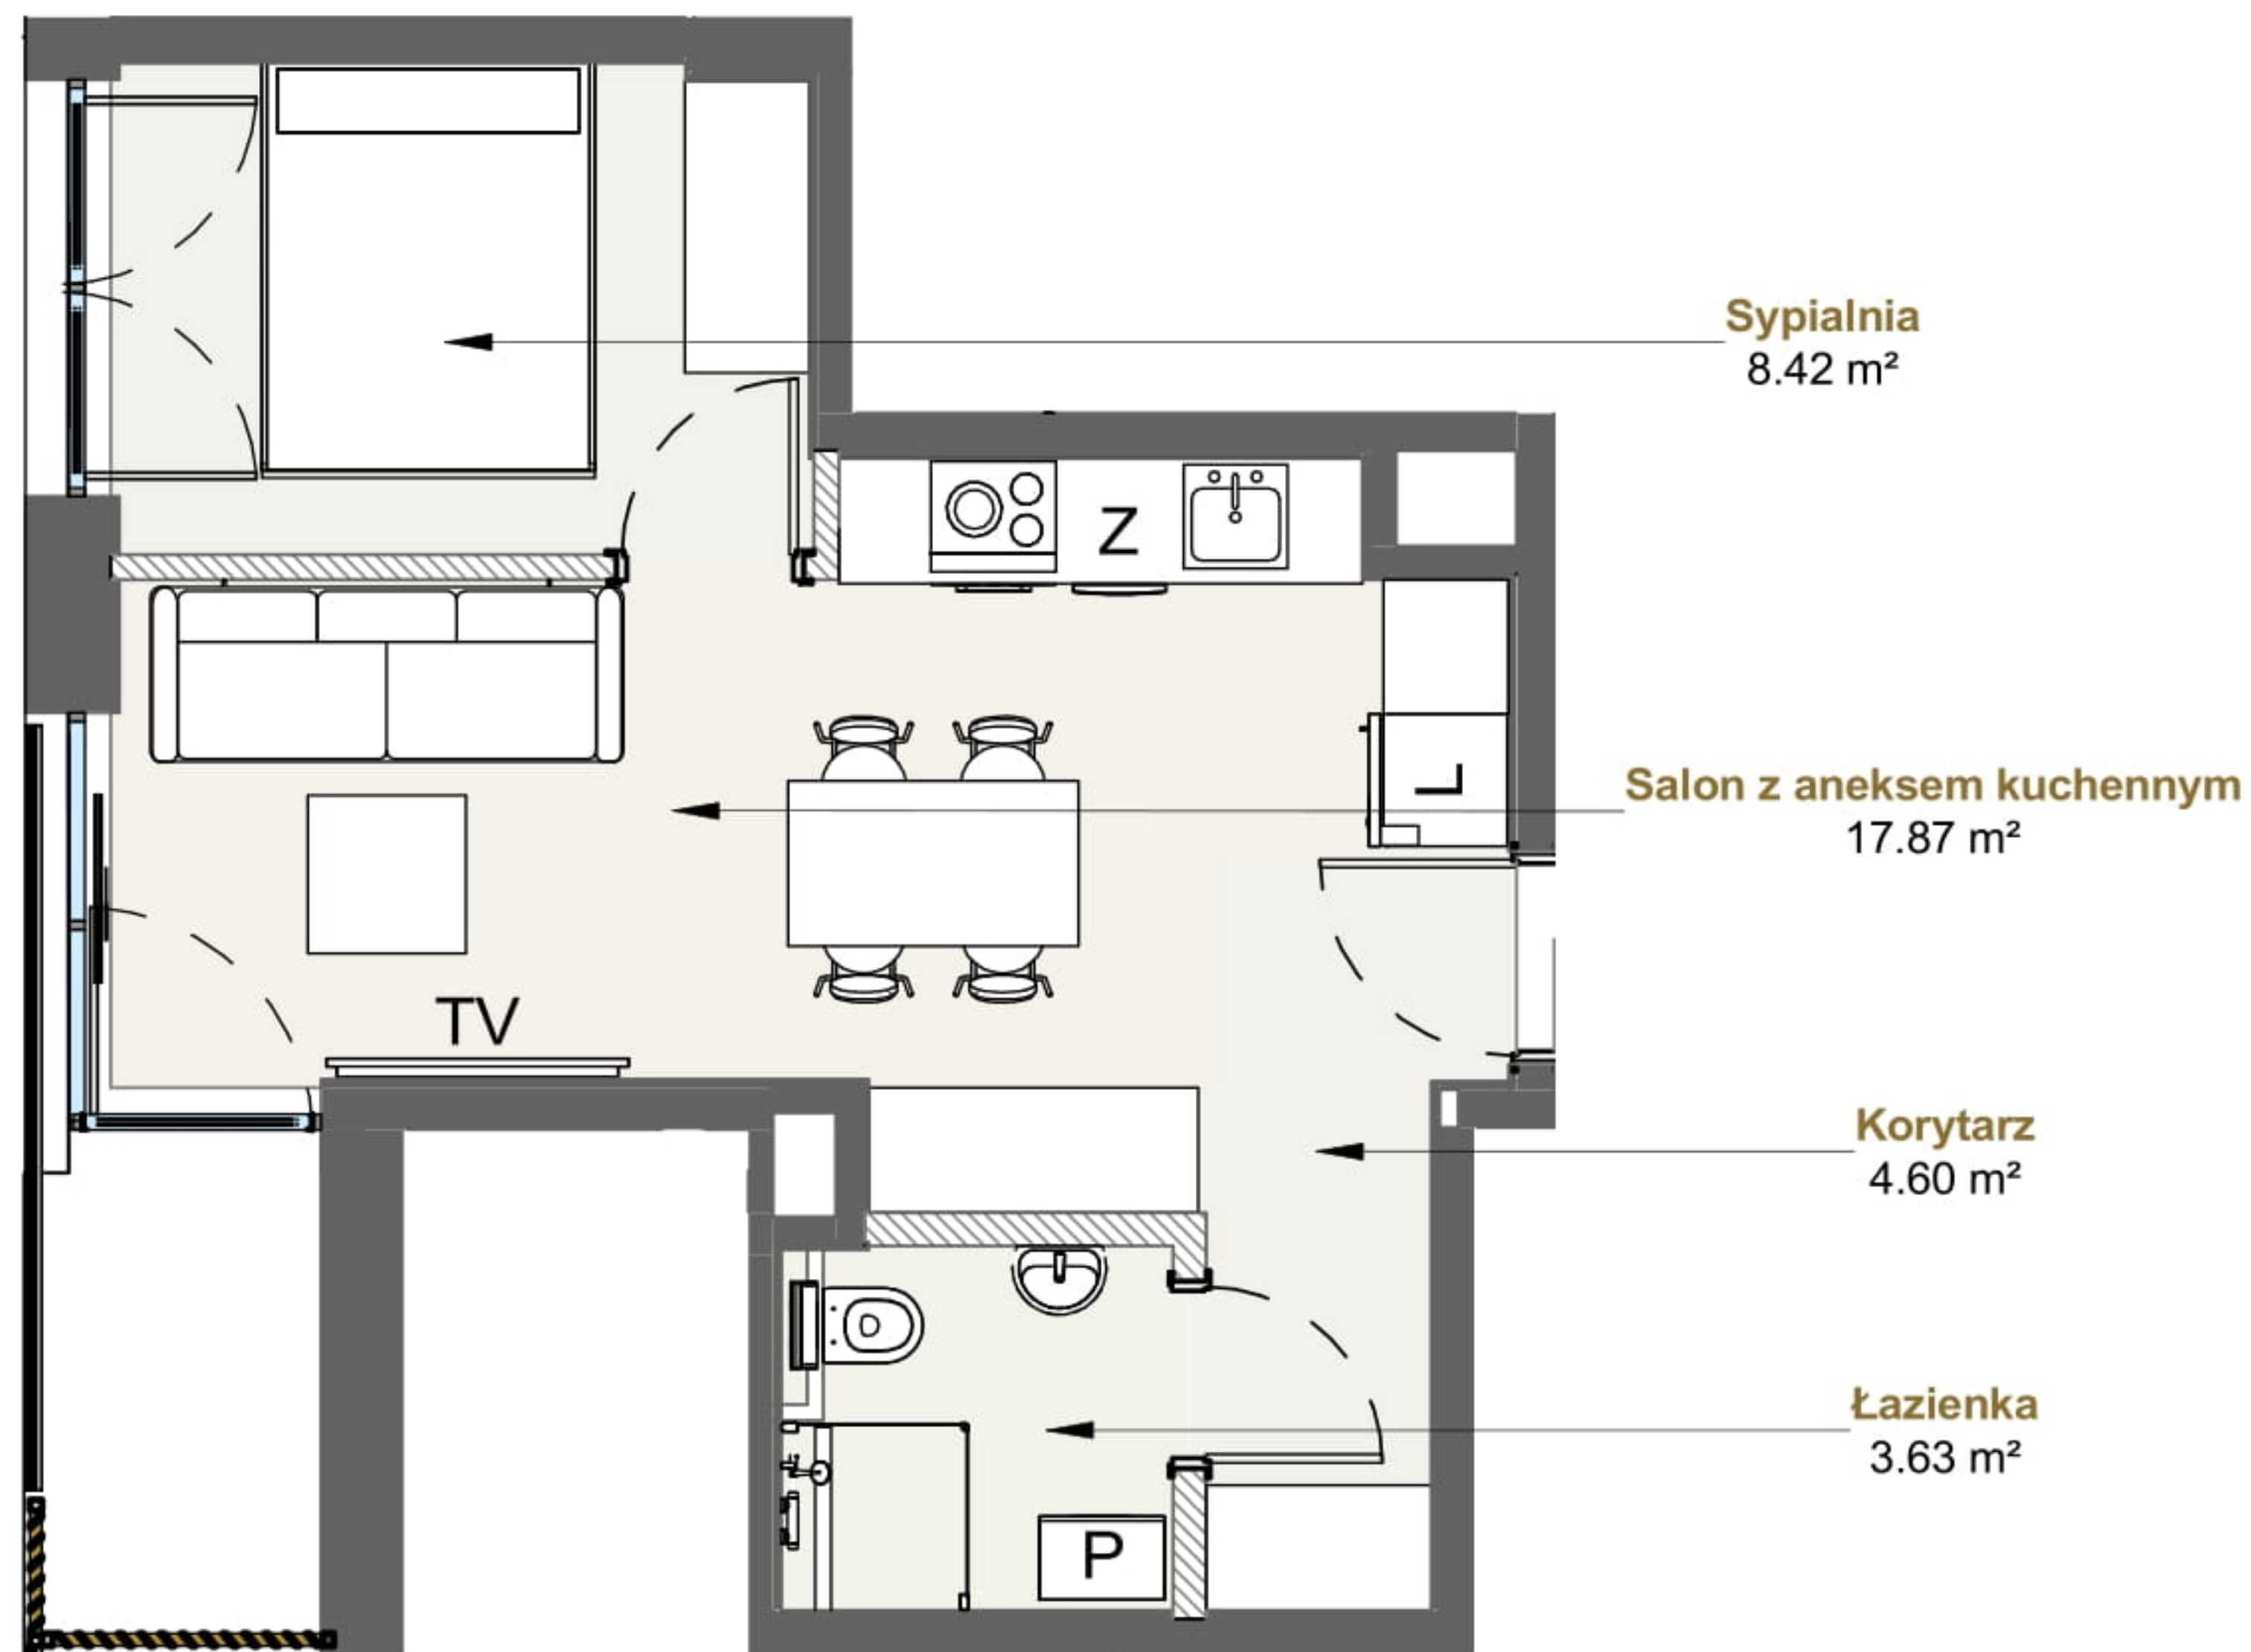 Sypialnia
8.42 m²
Z
L
Salon z aneksem kuchennym
17.87 m²
TV
Korytarz
4.60 m²
Łazienka
3.63 m²
P